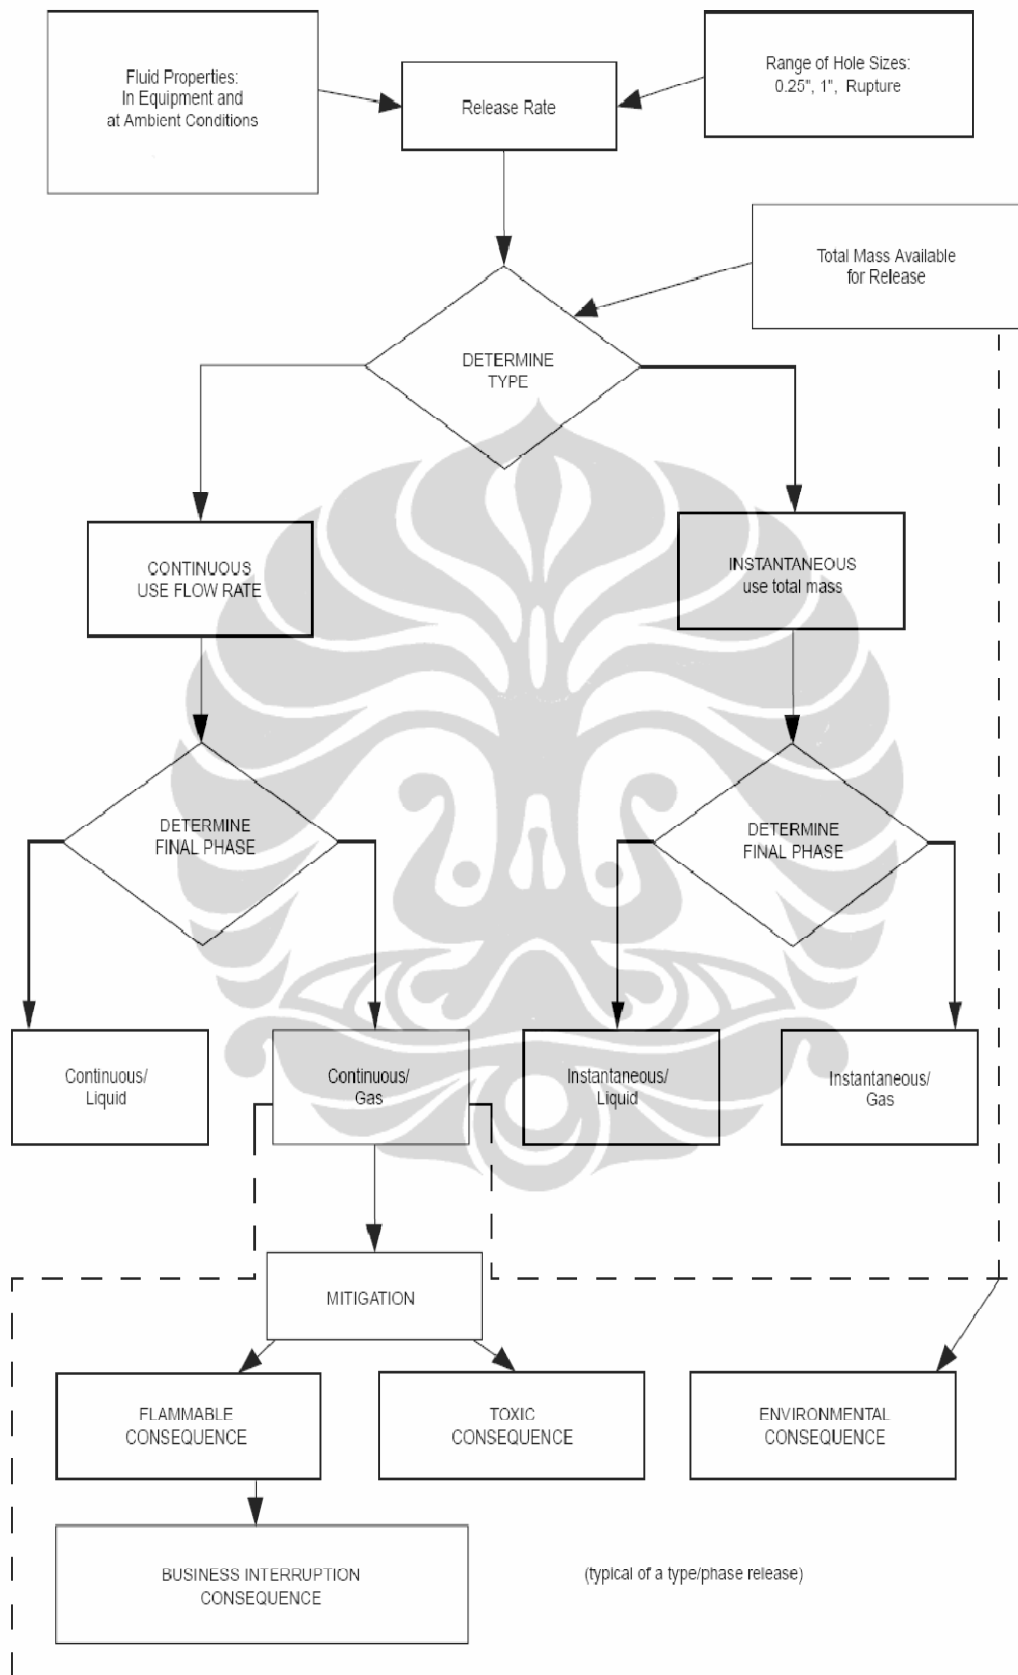 Fluid Properties:
In Equipment and
at Ambient Conditions
Release Rate
Range of Hole Sizes:
0.25", 1", Rupture
Total Mass Available
for Release
DETERMINE
TYPE
CONTINUOUS
USE FLOW RATE
INSTANTANEOUS
use total mass
DETERMINE
FINAL PHASE
DETERMINE
FINAL PHASE
Continuous/
Liquid
Continuous/
Gas
Instantaneous/
Liquid
Instantaneous/
Gas
MITIGATION
FLAMMABLE
CONSEQUENCE
TOXIC
CONSEQUENCE
ENVIRONMENTAL
CONSEQUENCE
BUSINESS INTERRUPTION
CONSEQUENCE
(typical of a type/phase release)